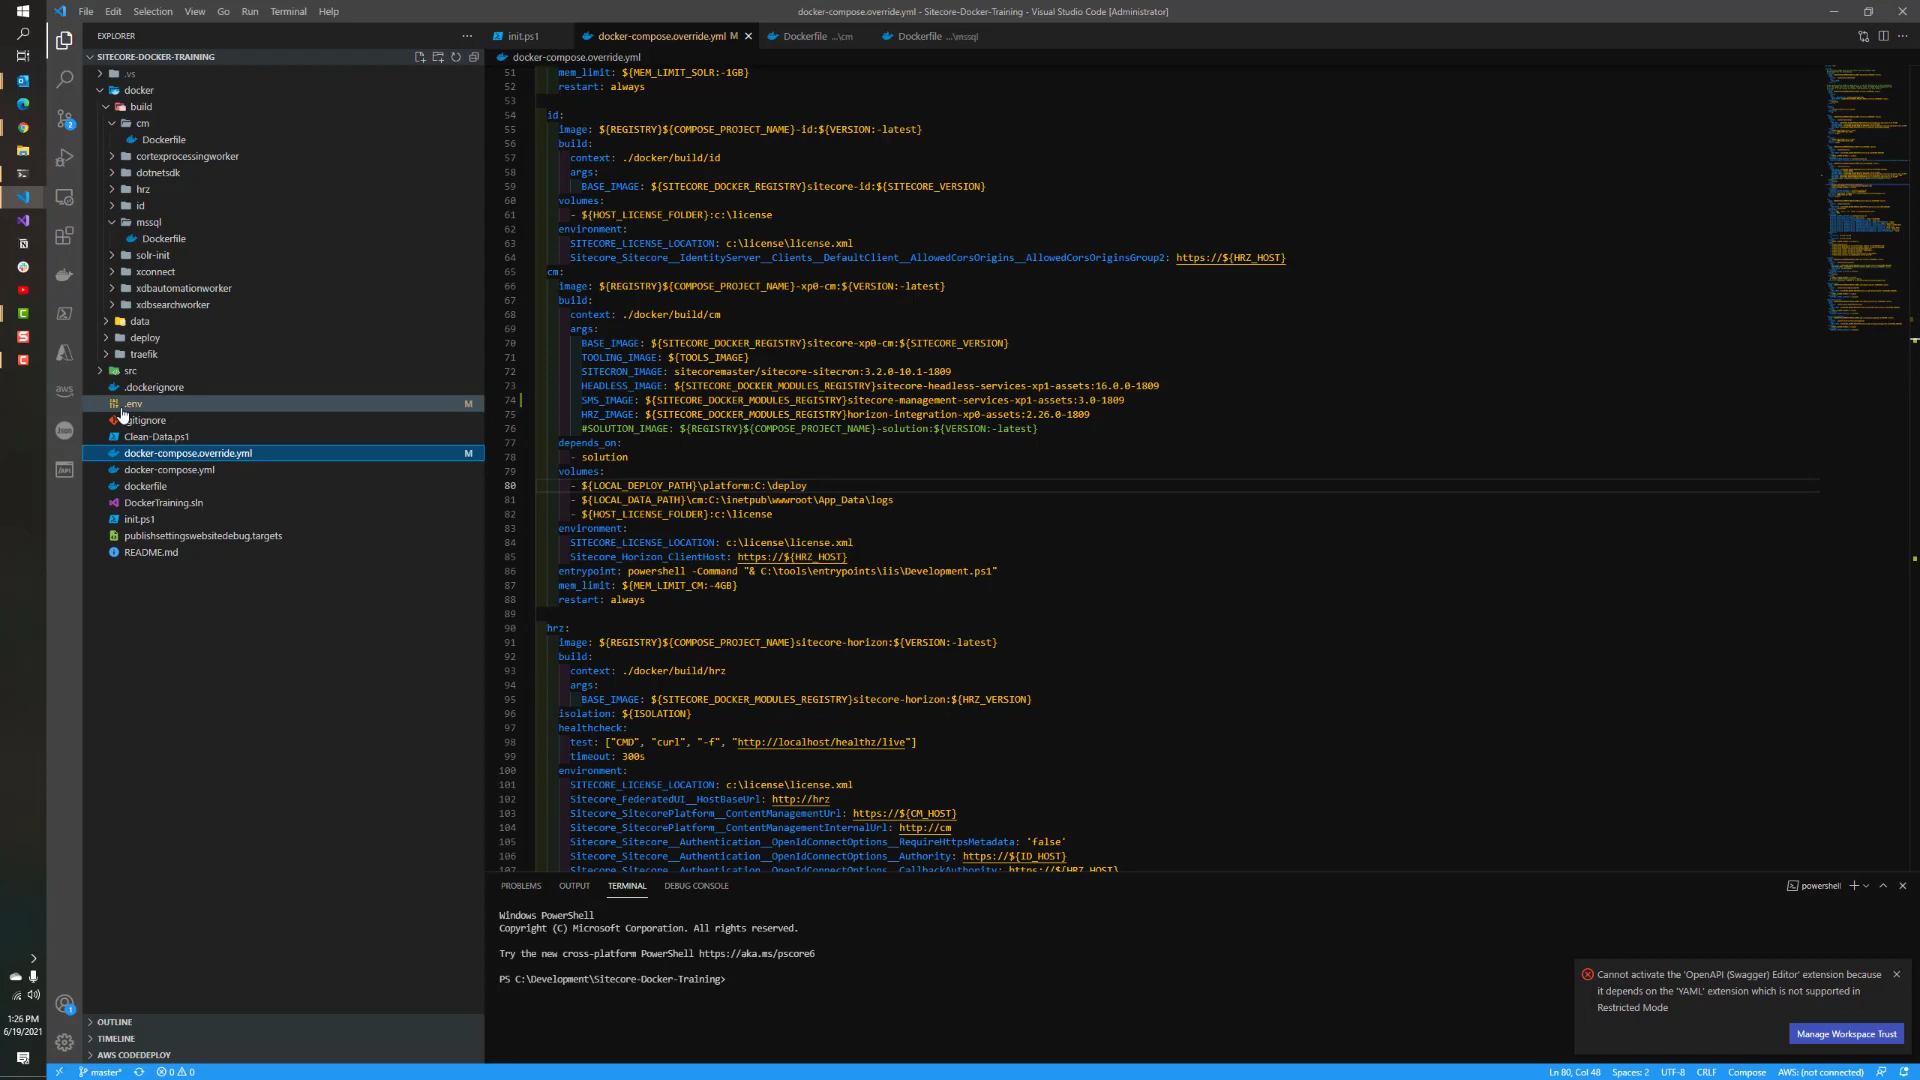 File Edit Selection View Go Run Terminal Help
docker-compose.override.yml - Sitecore-Docker-Training - Visual Studio Code [Administrator]
EXPLORER
SITECORE-DOCKER-TRAINING
.vs
docker
build
cm
Dockerfile
cortexprocessingworker
dotnetsdk
hrz
id
mssql
Dockerfile
solr-init
xconnect
xdbautomationworker
xdbsearchworker
data
deploy
traefik
src
.dockerignore
.env M
gitignore
Clean-Data.ps1
docker-compose.override.yml M
docker-compose.yml
dockerfile
DockerTraining.sln
init.ps1
publishsettingswebsitedebug.targets
README.md
OUTLINE
TIMELINE
AWS CODEDEPLOY
init.ps1 docker-compose.override.yml M Dockerfile ...\cm Dockerfile ...\mssql
docker-compose.override.yml
51 mem_limit: ${MEM_LIMIT_SOLR:-1GB}
52 restart: always
53
54 id:
55 image: ${REGISTRY}${COMPOSE_PROJECT_NAME}-id:${VERSION:-latest}
56 build:
57 context: ./docker/build/id
58 args:
59 BASE_IMAGE: ${SITECORE_DOCKER_REGISTRY}sitecore-id:${SITECORE_VERSION}
60 volumes:
61 - ${HOST_LICENSE_FOLDER}:c:\license
62 environment:
63 SITECORE_LICENSE_LOCATION: c:\license\license.xml
64 Sitecore_Sitecore__IdentityServer__Clients__DefaultClient__AllowedCorsOrigins__AllowedCorsOriginsGroup2: https://${HRZ_HOST}
65 cm:
66 image: ${REGISTRY}${COMPOSE_PROJECT_NAME}-xp0-cm:${VERSION:-latest}
67 build:
68 context: ./docker/build/cm
69 args:
70 BASE_IMAGE: ${SITECORE_DOCKER_REGISTRY}sitecore-xp0-cm:${SITECORE_VERSION}
71 TOOLING_IMAGE: ${TOOLS_IMAGE}
72 SITECRON_IMAGE: sitecoremaster/sitecore-sitecron:3.2.0-10.1-1809
73 HEADLESS_IMAGE: ${SITECORE_DOCKER_MODULES_REGISTRY}sitecore-headless-services-xp1-assets:16.0.0-1809
74 SMS_IMAGE: ${SITECORE_DOCKER_MODULES_REGISTRY}sitecore-management-services-xp1-assets:3.0-1809
75 HRZ_IMAGE: ${SITECORE_DOCKER_MODULES_REGISTRY}horizon-integration-xp0-assets:2.26.0-1809
76 #SOLUTION_IMAGE: ${REGISTRY}${COMPOSE_PROJECT_NAME}-solution:${VERSION:-latest}
77 depends_on:
78 - solution
79 volumes:
80 - ${LOCAL_DEPLOY_PATH}\platform:C:\deploy
81 - ${LOCAL_DATA_PATH}\cm:C:\inetpub\wwwroot\App_Data\logs
82 - ${HOST_LICENSE_FOLDER}:c:\license
83 environment:
84 SITECORE_LICENSE_LOCATION: c:\license\license.xml
85 Sitecore_Horizon_ClientHost: https://${HRZ_HOST}
86 entrypoint: powershell -Command "& C:\tools\entrypoints\iis\Development.ps1"
87 mem_limit: ${MEM_LIMIT_CM:-4GB}
88 restart: always
89
90 hrz:
91 image: ${REGISTRY}${COMPOSE_PROJECT_NAME}sitecore-horizon:${VERSION:-latest}
92 build:
93 context: ./docker/build/hrz
94 args:
95 BASE_IMAGE: ${SITECORE_DOCKER_MODULES_REGISTRY}sitecore-horizon:${HRZ_VERSION}
96 isolation: ${ISOLATION}
97 healthcheck:
98 test: ["CMD", "curl", "-f", "http://localhost/healthz/live"]
99 timeout: 300s
100 environment:
101 SITECORE_LICENSE_LOCATION: c:\license\license.xml
102 Sitecore_FederatedUI__HostBaseUrl: http://hrz
103 Sitecore_SitecorePlatform__ContentManagementUrl: https://${CM_HOST}
104 Sitecore_SitecorePlatform__ContentManagementInternalUrl: http://cm
105 Sitecore_Sitecore__Authentication__OpenIdConnectOptions__RequireHttpsMetadata: 'false'
106 Sitecore_Sitecore__Authentication__OpenIdConnectOptions__Authority: https://${ID_HOST}
107 Sitecore_Sitecore__Authentication__OpenIdConnectOptions__CallbackAuthority: https://${HRZ_HOST}
PROBLEMS OUTPUT TERMINAL DEBUG CONSOLE
powershell
Windows PowerShell
Copyright (C) Microsoft Corporation. All rights reserved.
Try the new cross-platform PowerShell https://aka.ms/pscore6
PS C:\Development\Sitecore-Docker-Training>
Cannot activate the 'OpenAPI (Swagger) Editor' extension because
it depends on the 'YAML' extension which is not supported in
Restricted Mode
Manage Workspace Trust
2
aws
Json
/API
1
1:26 PM
6/19/2021
master* 0 0
Ln 80, Col 48 Spaces: 2 UTF-8 CRLF Compose AWS: (not connected)